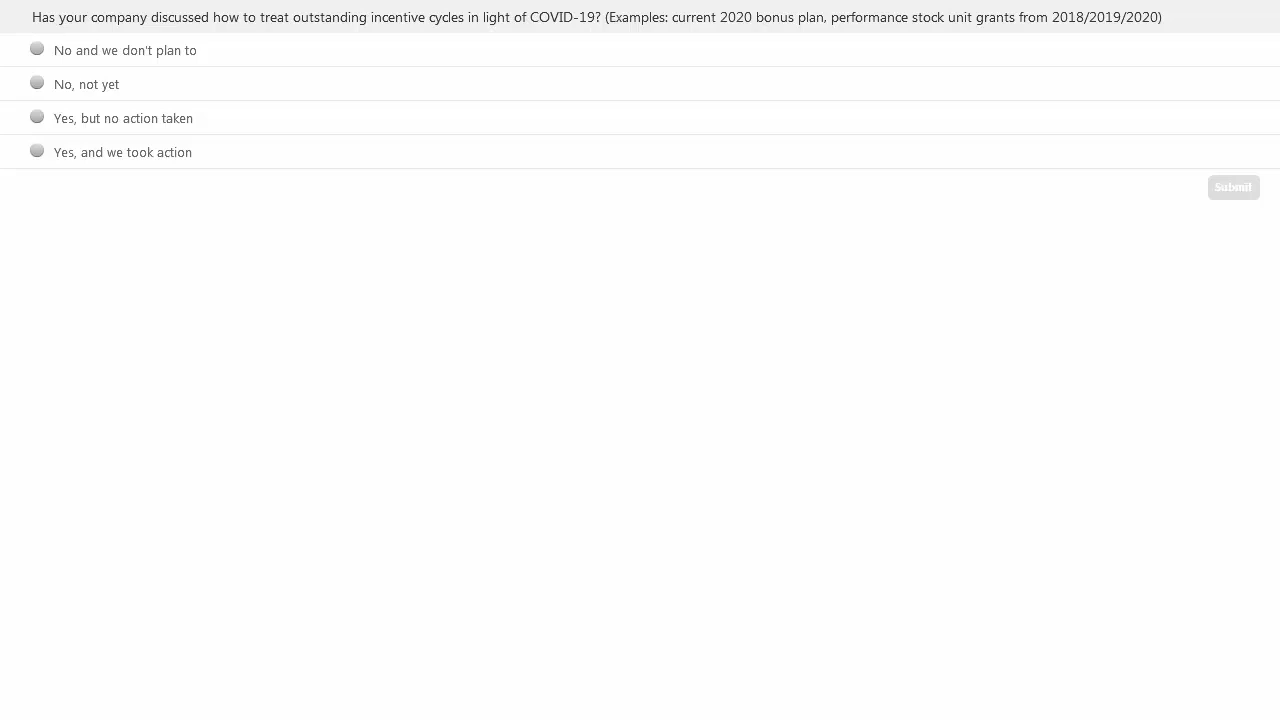 Has your company discussed how to treat outstanding incentive cycles in light of COVID-19? (Examples: current 2020 bonus plan, performance stock unit grants from 2018/2019/2020)
No and we don't plan to
No, not yet
Yes, but no action taken
Yes, and we took action
Submit